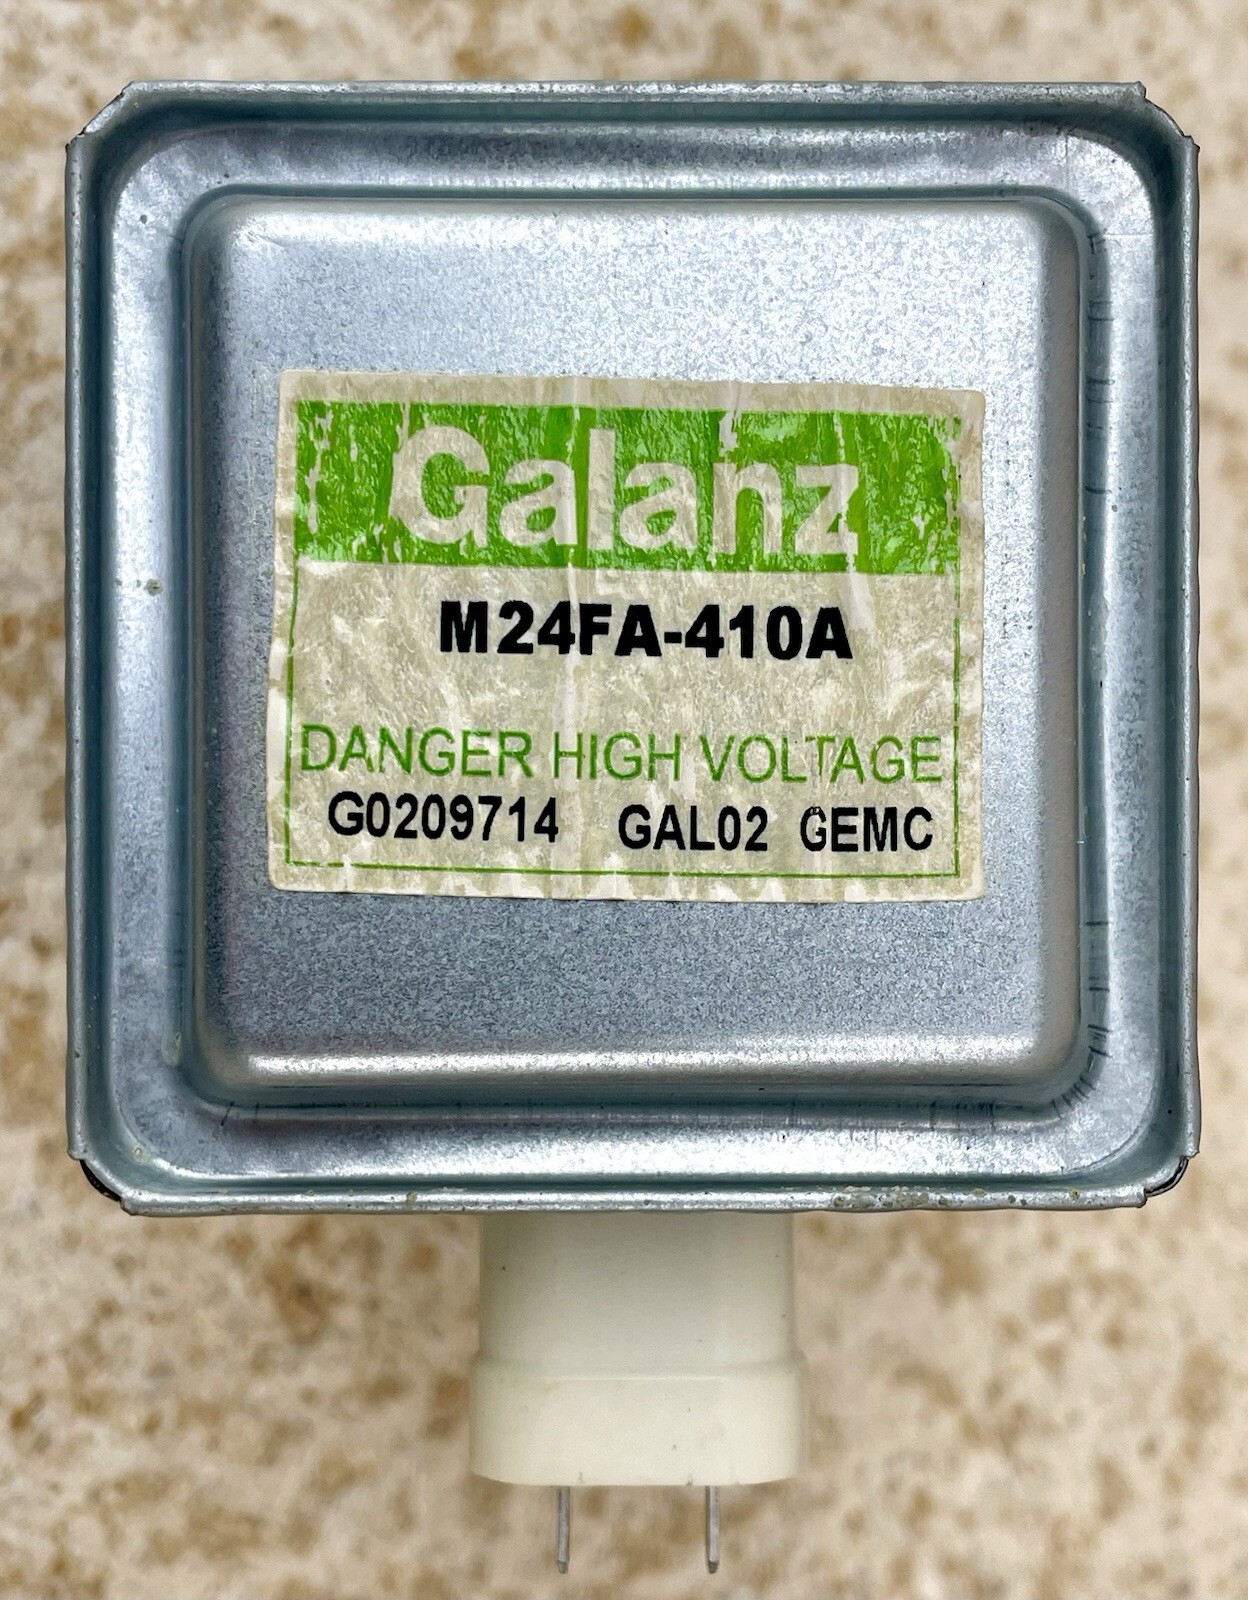 Galanz
M24FA-410A
DANGER HIGH VOLTAGE
G0209714 GAL02 GEMC